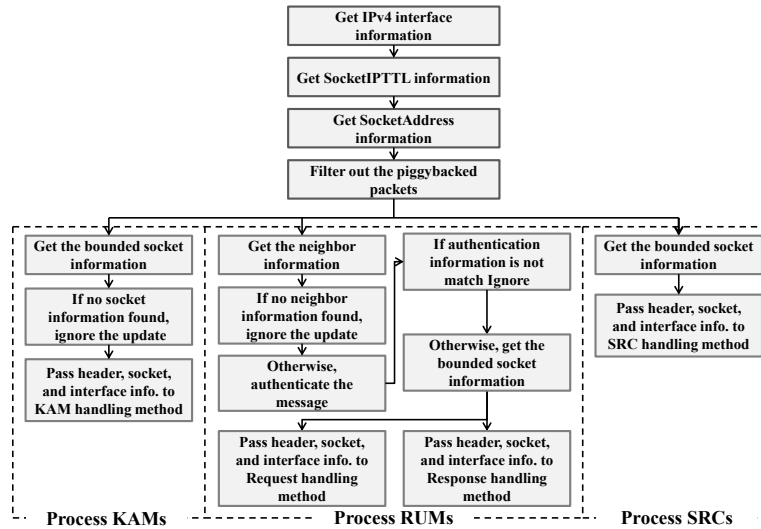 Get IPv4 interface
information
Get SocketIPTTL information
Get SocketAddress
information
Filter out the piggybacked
packets
Get the bounded socket
information
If no socket
information found,
ignore the update
Pass header, socket,
and interface info. to
KAM handling method
Process KAMs
Get the neighbor
information
If no neighbor
information found,
ignore the update
Otherwise,
authenticate the
message
If authentication
information is not
match Ignore
Otherwise, get the
bounded socket
information
Pass header, socket,
and interface info. to
Request handling
method
Pass header, socket,
and interface info. to
Response handling
method
Process RUMs
Get the bounded socket
information
Pass header, socket,
and interface info. to
SRC handling method
Process SRCs